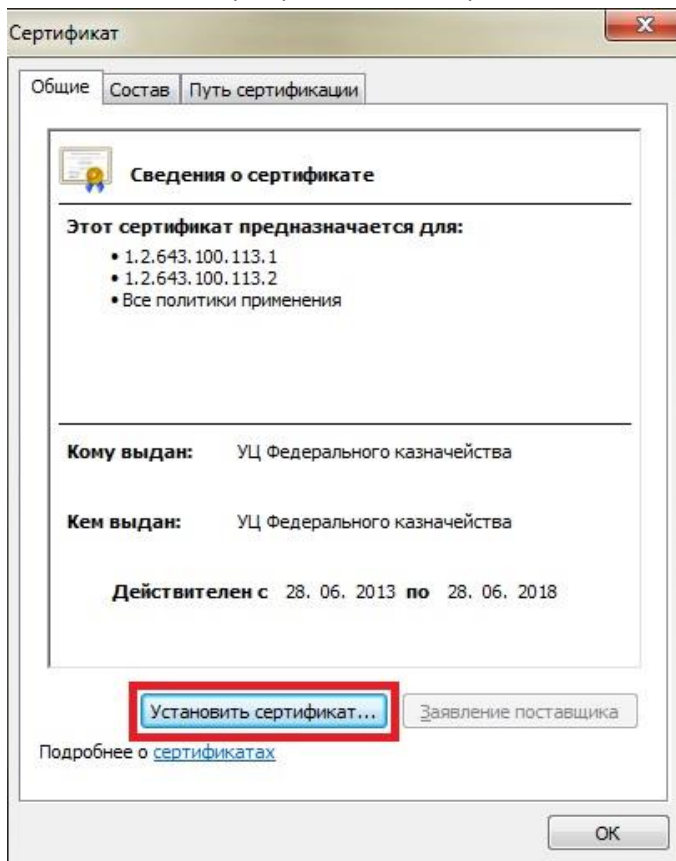 Сертификат
Общие Состав Путь сертификации
Сведения о сертификате
Этот сертификат предназначается для:
• 1.2.643.100.113.1
• 1.2.643.100.113.2
• Все политики применения
Кому выдан: УЦ Федерального казначейства
Кем выдан: УЦ Федерального казначейства
Действителен с 28. 06. 2013 по 28. 06. 2018
Установить сертификат... Заявление поставщика
Подробнее о сертификатах
ОК